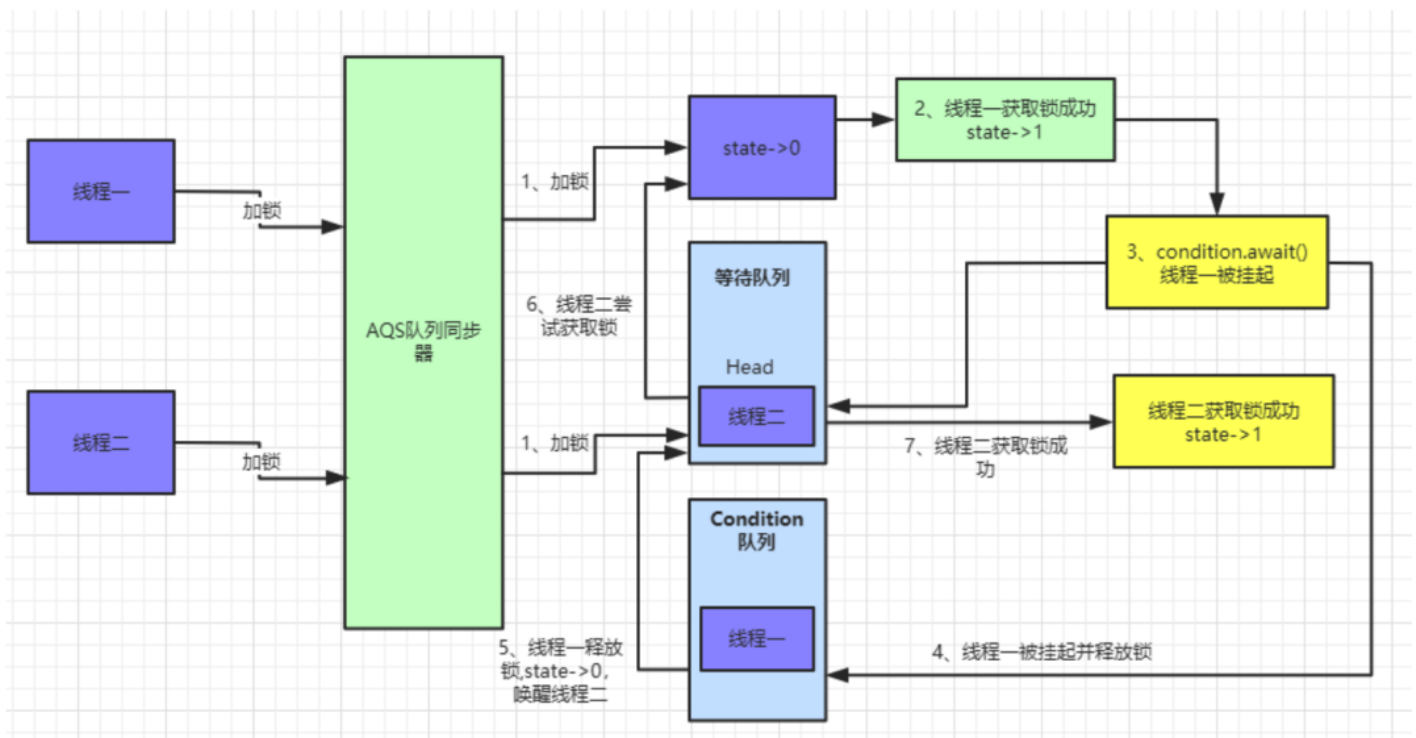 线程一
加锁
线程二
加锁
AQS队列同步
器
1、加锁
state->0
2、线程一获取锁成功
state->1
3、condition.await()
线程一被挂起
6、线程二尝
试获取锁
等待队列
Head
线程二
1、加锁
7、线程二获取锁成
功
线程二获取锁成功
state->1
Condition
队列
线程一
5、线程一释放
锁,state->0,
唤醒线程二
4、线程一被挂起并释放锁